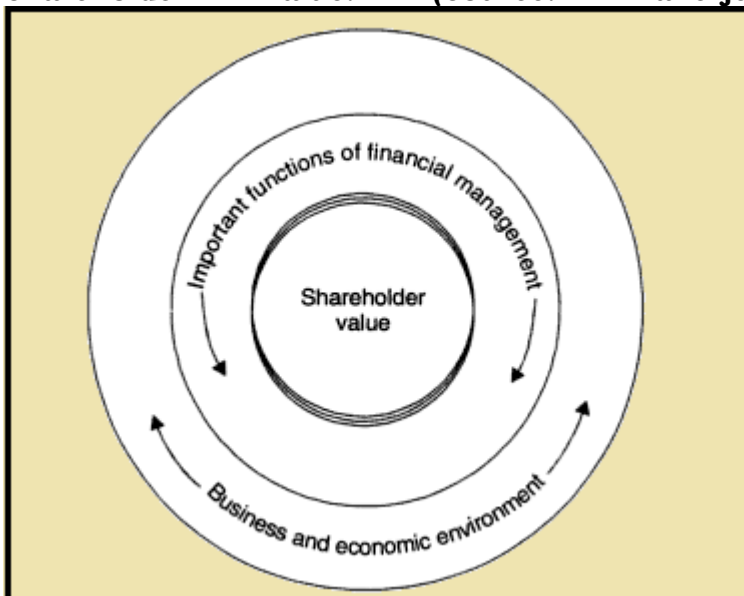 Important functions of financial management
Shareholder
value
Business and economic environment